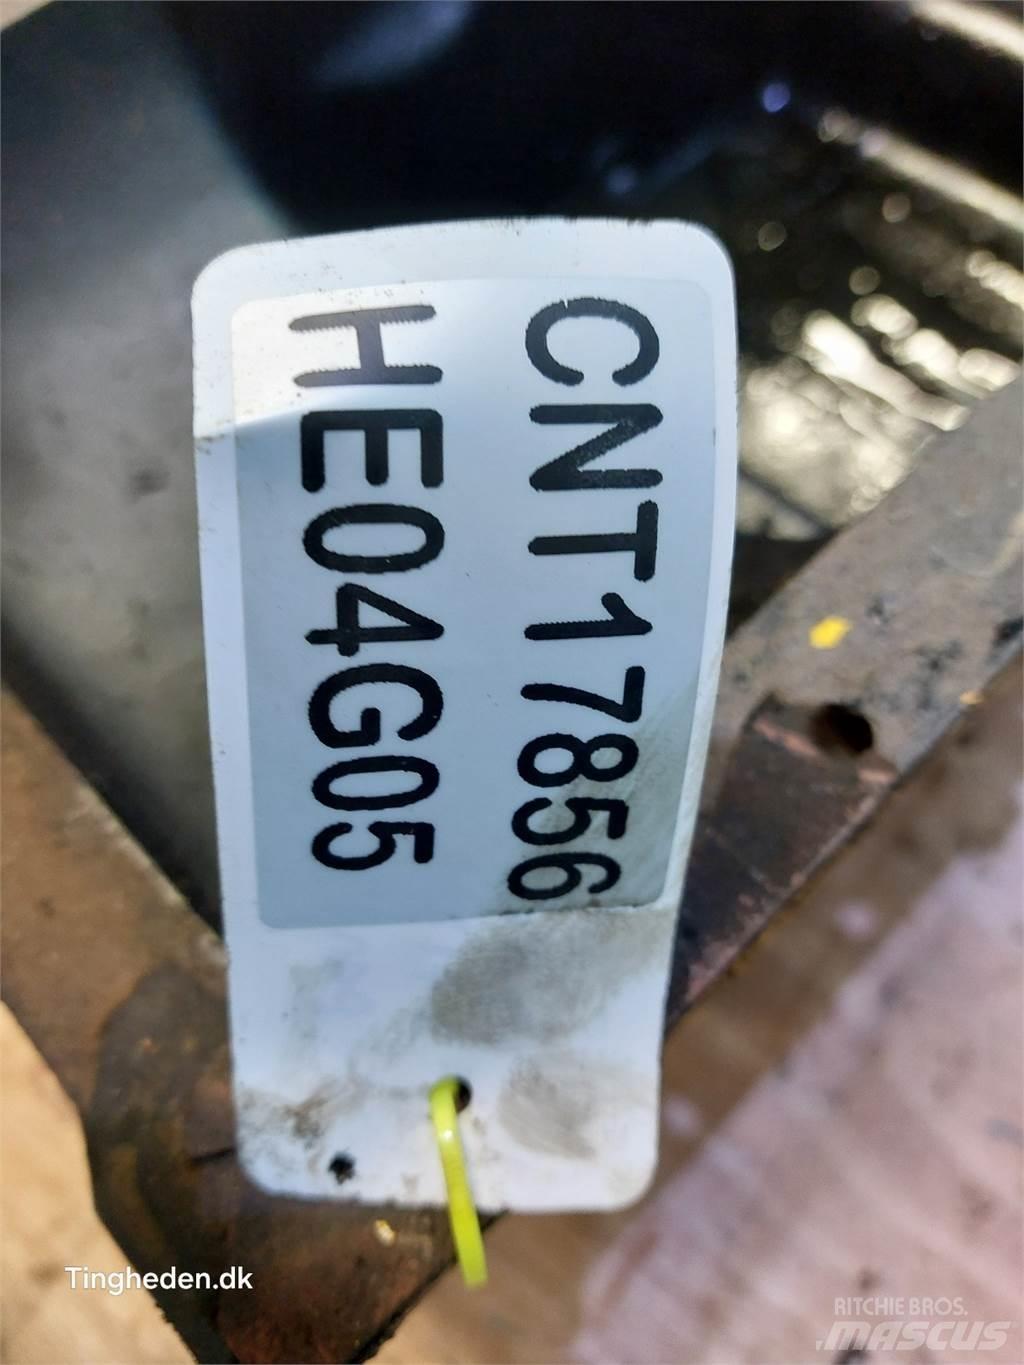 CNT17856
HE04G05
Tingheden.dk
RITCHIE BROS.
MASCUS